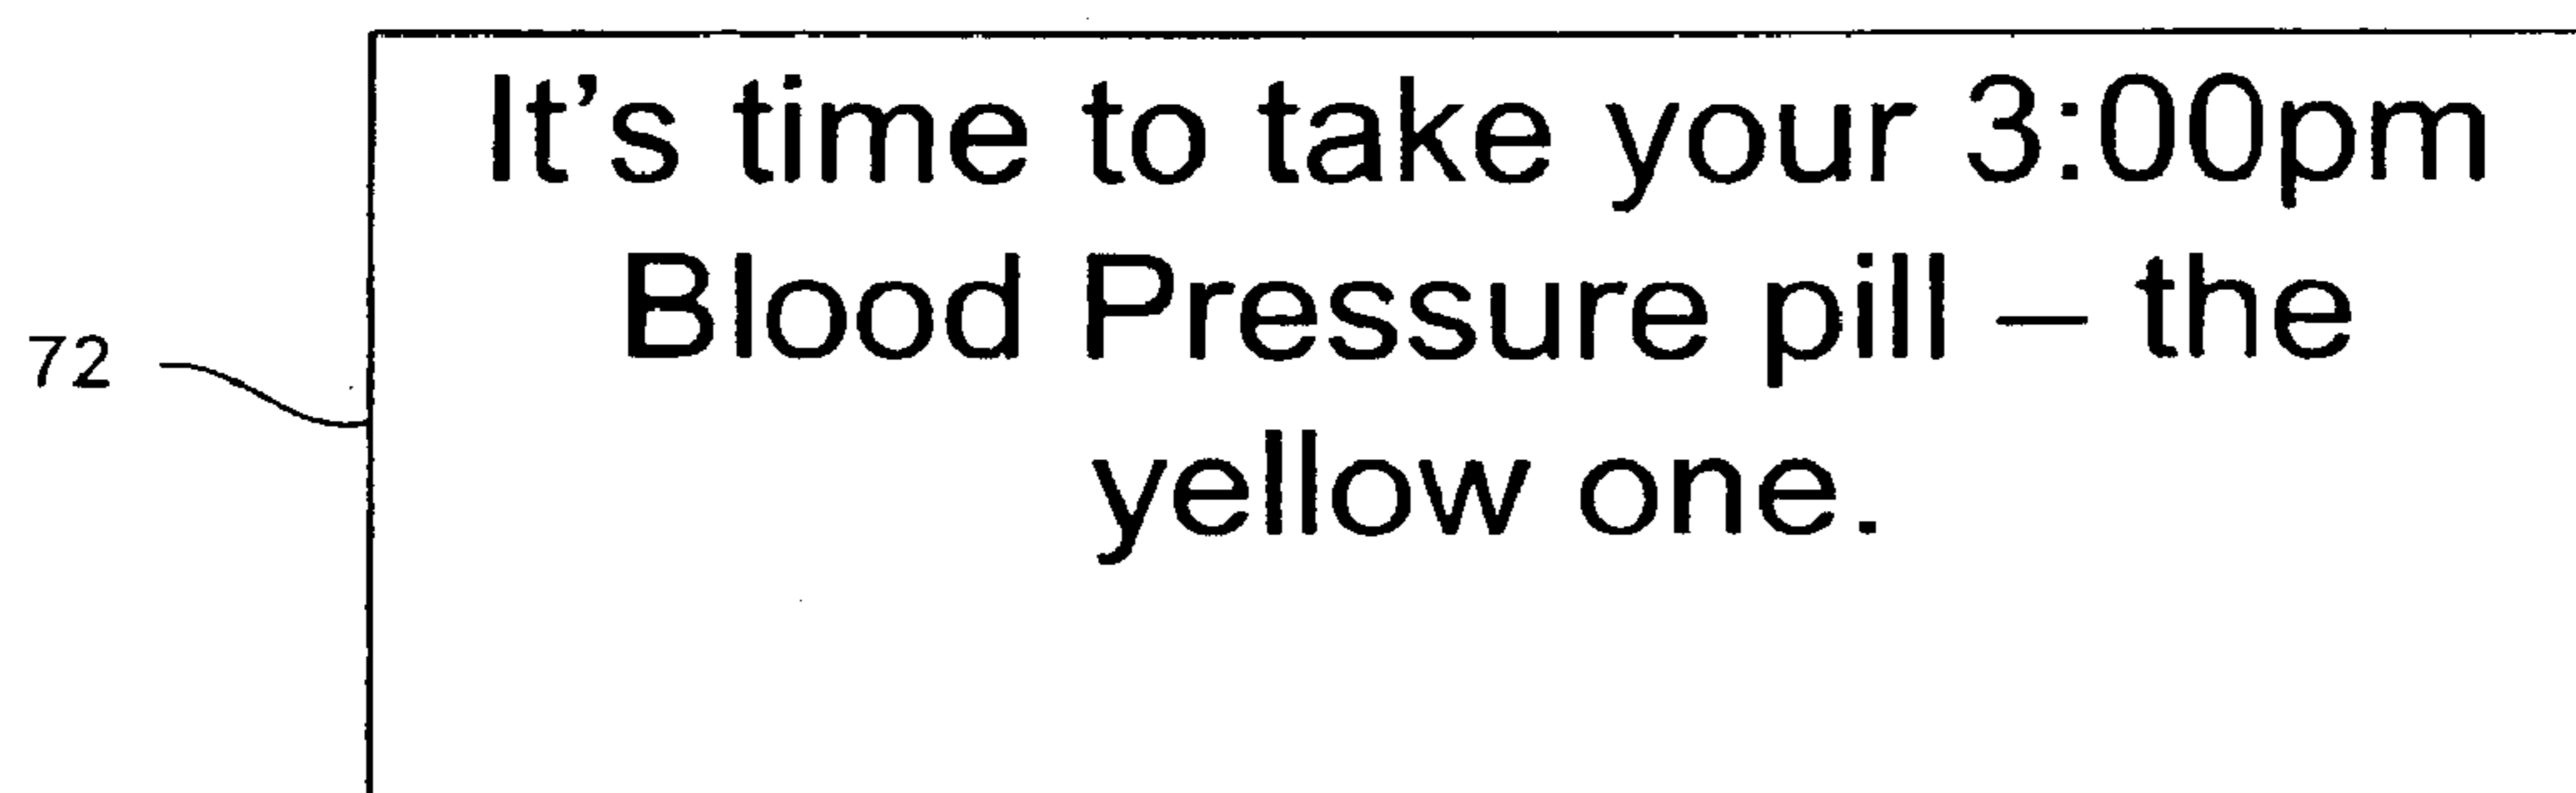 It’s time to take your 3:00pm
Blood Pressure pill – the
72
yellow one.